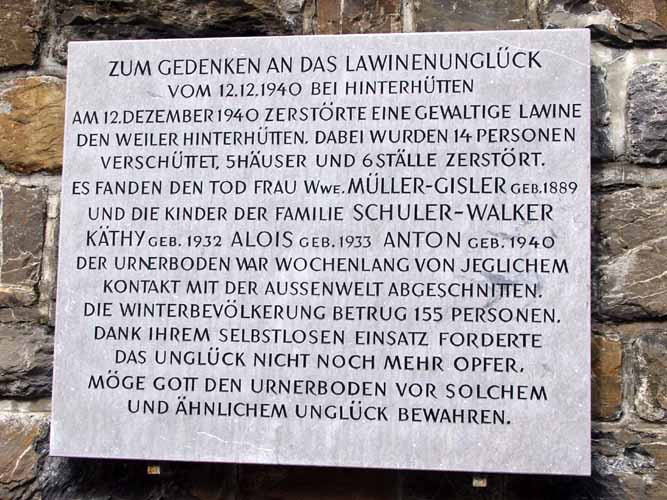 ZUM GEDENKEN AN DAS LAWINENUNGLÜCK
VOM 12.12.1940 BEI HINTERHÜTTEN
AM 12.DEZEMBER 1940 ZERSTÖRTE EINE GEWALTIGE LAWINE
DEN WEILER HINTERHÜTTEN. DABEI WURDEN 14 PERSONEN
VERSCHÜTTET, 5 HÄUSER UND 6 STÄLLE ZERSTÖRT.
ES FANDEN DEN TOD FRAU Wwe. MÜLLER-GISLER GEB.1889
UND DIE KINDER DER FAMILIE SCHULER-WALKER
KÄTHY GEB. 1932 ALOIS GEB. 1933 ANTON GEB. 1940
DER URNERBODEN WAR WOCHENLANG VON JEGLICHEM
KONTAKT MIT DER AUSSENWELT ABGESCHNITTEN.
DIE WINTERBEVÖLKERUNG BETRUG 155 PERSONEN.
DANK IHREM SELBSTLOSEN EINSATZ FORDERTE
DAS UNGLÜCK NICHT NOCH MEHR OPFER.
MÖGE GOTT DEN URNERBODEN VOR SOLCHEM
UND ÄHNLICHEM UNGLÜCK BEWAHREN.